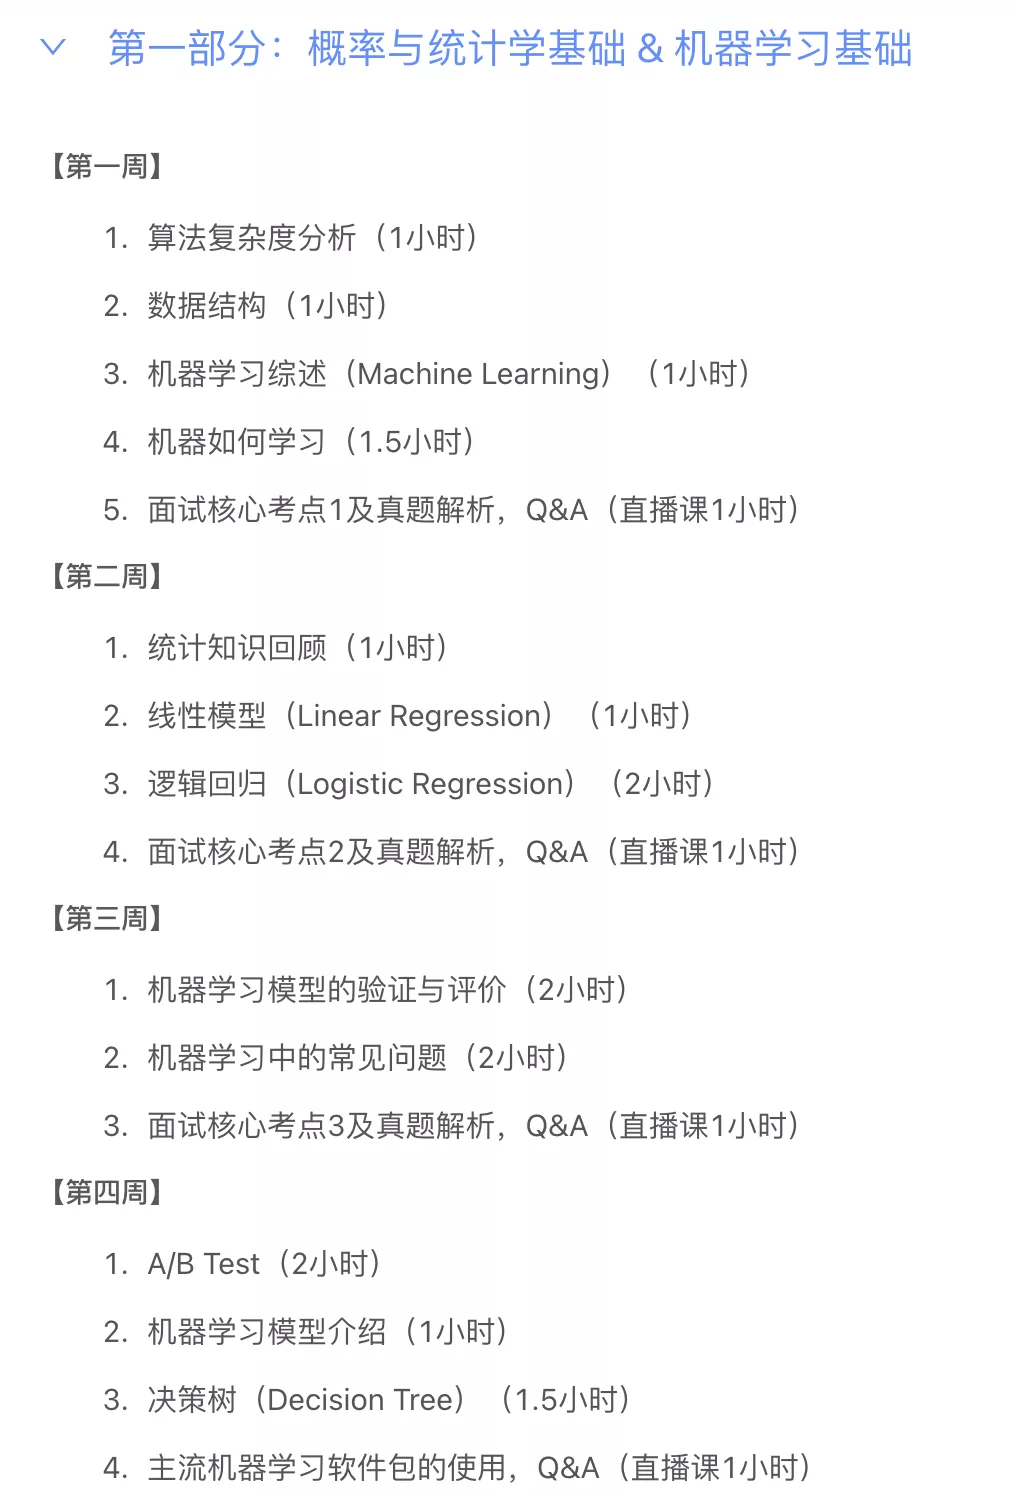 第一部分：概率与统计学基础 & 机器学习基础
【第一周】
1. 算法复杂度分析（1小时）
2. 数据结构（1小时）
3. 机器学习综述（Machine Learning）（1小时）
4. 机器如何学习（1.5小时）
5. 面试核心考点1及真题解析，Q&A（直播课1小时）
【第二周】
1. 统计知识回顾（1小时）
2. 线性模型（Linear Regression）（1小时）
3. 逻辑回归（Logistic Regression）（2小时）
4. 面试核心考点2及真题解析，Q&A（直播课1小时）
【第三周】
1. 机器学习模型的验证与评价（2小时）
2. 机器学习中的常见问题（2小时）
3. 面试核心考点3及真题解析，Q&A（直播课1小时）
【第四周】
1. A/B Test（2小时）
2. 机器学习模型介绍（1小时）
3. 决策树（Decision Tree）（1.5小时）
4. 主流机器学习软件包的使用，Q&A（直播课1小时）